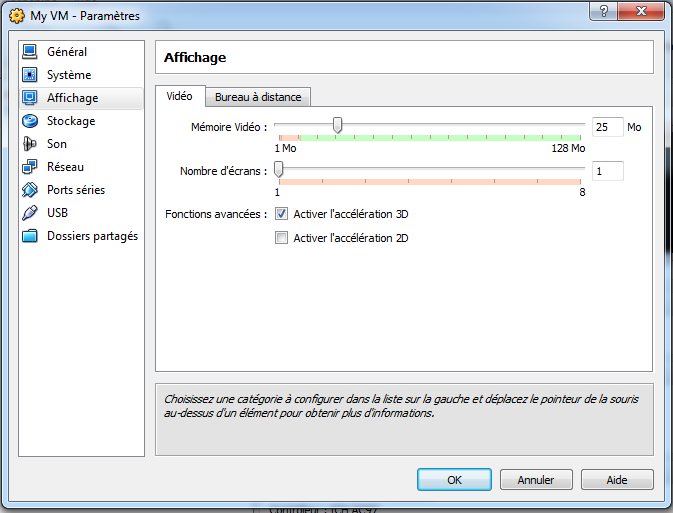 My VM - Paramètres
Général
Système
Affichage
Stockage
Son
Réseau
Ports séries
USB
Dossiers partagés
Affichage
Vidéo
Bureau à distance
Mémoire Vidéo : 25 Mo
1 Mo 128 Mo
Nombre d'écrans : 1
1 8
Fonctions avancées : Activer l'accélération 3D
Activer l'accélération 2D
Choisissez une catégorie à configurer dans la liste sur la gauche et déplacez le pointeur de la souris
au-dessus d'un élément pour obtenir plus d'informations.
OK Annuler Aide
Contrôleur : ICH AC97